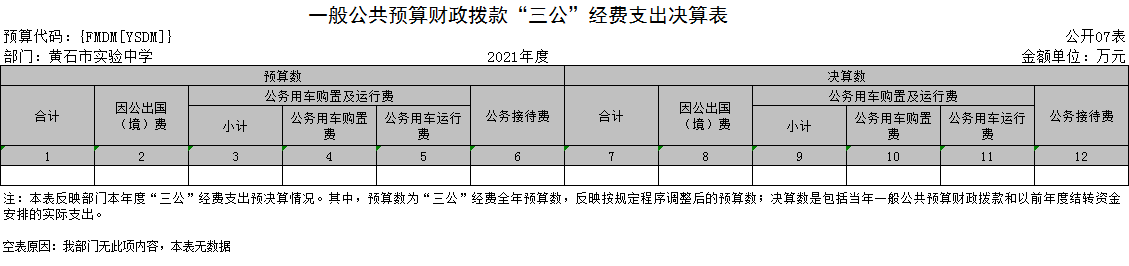 一般公共预算财政拨款“三公”经费支出决算表
预算代码：{FMDM[YSDM]} 公开07表
部门：黄石市实验中学 2021年度 金额单位：万元
预算数 决算数
合计 因公出国（境）费 公务用车购置及运行费 公务接待费 合计 因公出国（境）费 公务用车购置及运行费 公务接待费
小计 公务用车购置费 公务用车运行费 小计 公务用车购置费 公务用车运行费
1 2 3 4 5 6 7 8 9 10 11 12
注：本表反映部门本年度“三公”经费支出预决算情况。其中，预算数为“三公”经费全年预算数，反映按规定程序调整后的预算数；决算数是包括当年一般公共预算财政拨款和以前年度结转资金
安排的实际支出。
空表原因：我部门无此项内容，本表无数据